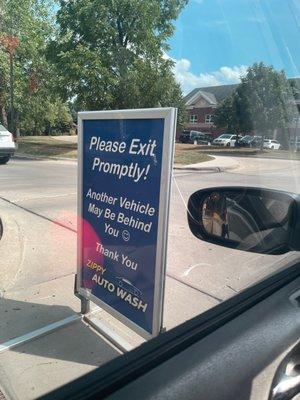 Please Exit
Promptly!
Another Vehicle
May Be Behind
You ☺
Thank You
ZIPPY
AUTO WASH